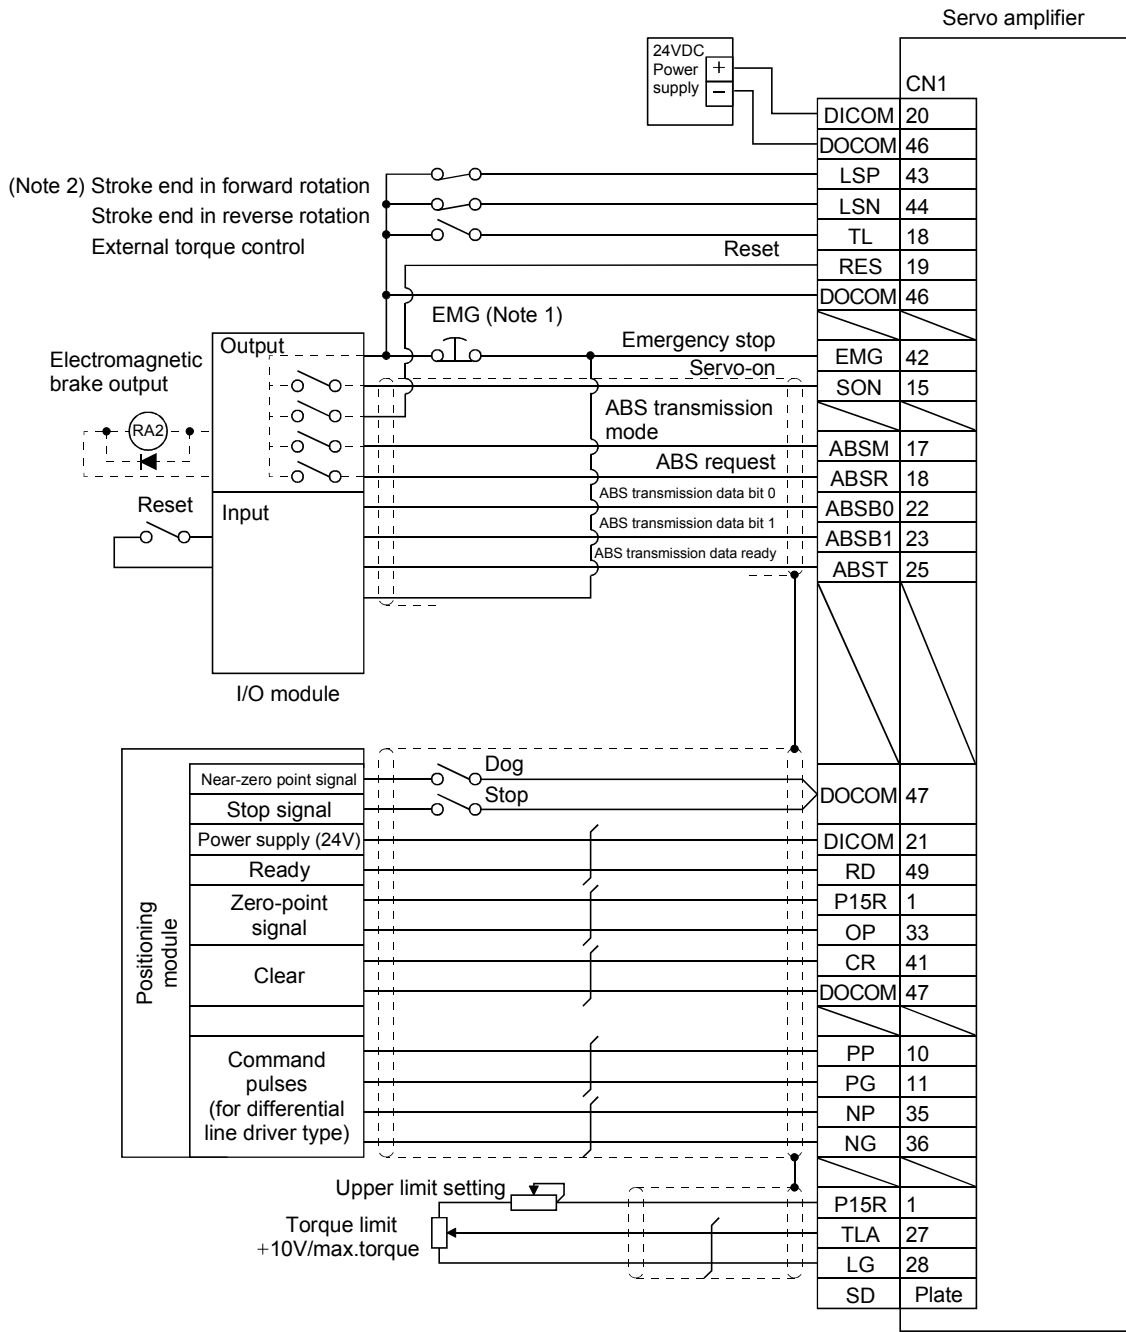 Servo amplifier
24VDC
Power
supply
+
−
CN1
DICOM 20
DOCOM 46
(Note 2) Stroke end in forward rotation
LSP 43
Stroke end in reverse rotation
LSN 44
External torque control
TL 18
Reset
RES 19
DOCOM 46
EMG (Note 1)
Output
Emergency stop
EMG 42
Electromagnetic
brake output
Servo-on
SON 15
RA2
ABS transmission
mode
ABSM 17
ABS request
ABSR 18
Reset
Input
ABS transmission data bit 0
ABSB0 22
ABS transmission data bit 1
ABSB1 23
ABS transmission data ready
ABST 25
I/O module
Positioning
module
Near-zero point signal
Dog
Stop signal
Stop
DOCOM 47
Power supply (24V)
DICOM 21
Ready
RD 49
Zero-point
signal
P15R 1
OP 33
Clear
CR 41
DOCOM 47
Command
pulses
(for differential
line driver type)
PP 10
PG 11
NP 35
NG 36
Upper limit setting
P15R 1
Torque limit
+10V/max.torque
TLA 27
LG 28
SD Plate